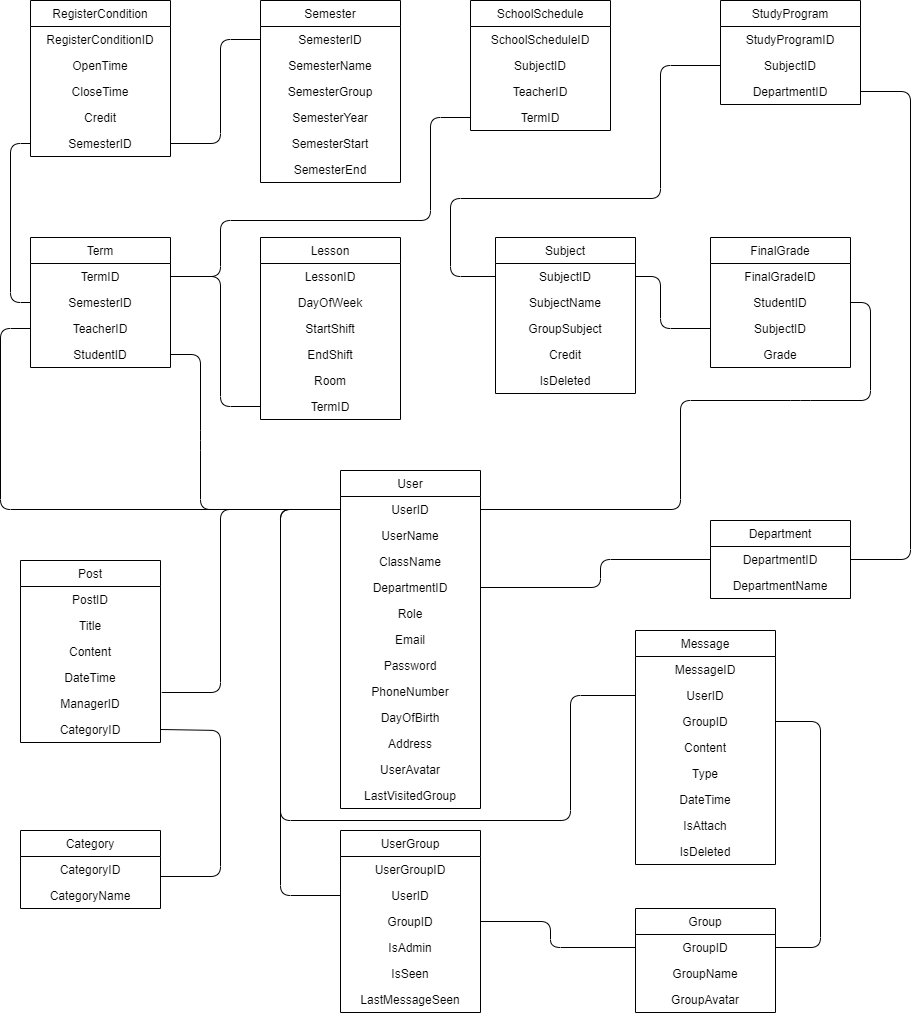 RegisterCondition
RegisterConditionID
OpenTime
CloseTime
Credit
SemesterID
Semester
SemesterID
SemesterName
SemesterGroup
SemesterYear
SemesterStart
SemesterEnd
SchoolSchedule
SchoolScheduleID
SubjectID
TeacherID
TermID
StudyProgram
StudyProgramID
SubjectID
DepartmentID
Term
TermID
SemesterID
TeacherID
StudentID
Lesson
LessonID
DayOfWeek
StartShift
EndShift
Room
TermID
Subject
SubjectID
SubjectName
GroupSubject
Credit
IsDeleted
FinalGrade
FinalGradeID
StudentID
SubjectID
Grade
User
UserID
UserName
ClassName
DepartmentID
Role
Email
Password
PhoneNumber
DayOfBirth
Address
UserAvatar
LastVisitedGroup
Department
DepartmentID
DepartmentName
Post
PostID
Title
Content
DateTime
ManagerID
CategoryID
Message
MessageID
UserID
GroupID
Content
Type
DateTime
IsAttach
IsDeleted
Category
CategoryID
CategoryName
UserGroup
UserGroupID
UserID
GroupID
IsAdmin
IsSeen
LastMessageSeen
Group
GroupID
GroupName
GroupAvatar